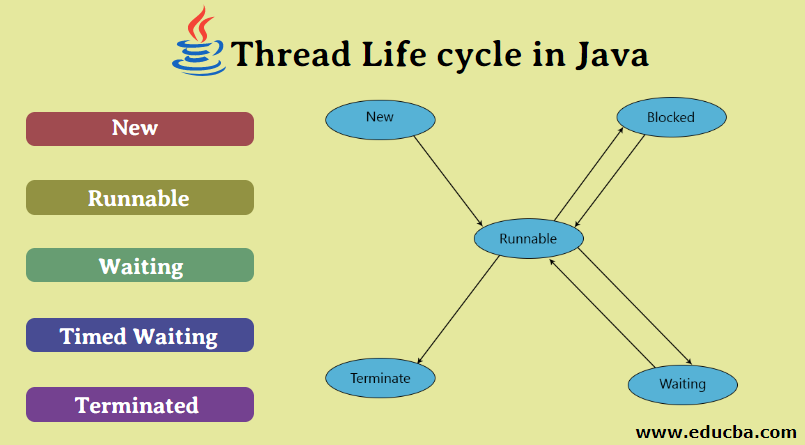 Thread Life cycle in Java
New
Runnable
Waiting
Timed Waiting
Terminated
New
Blocked
Runnable
Terminate
Waiting
www.educba.com